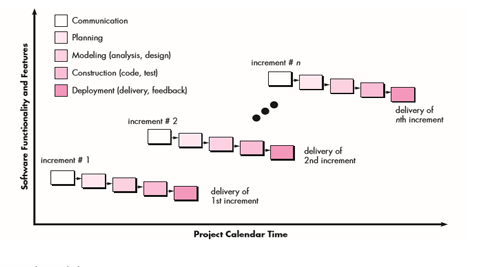 Communication
Planning
Modeling (analysis, design)
Construction (code, test)
Deployment (delivery, feedback)
increment # n
delivery of
nth increment
increment # 2
delivery of
2nd increment
increment # 1
delivery of
1st increment
Software Functionality and Features
Project Calendar Time